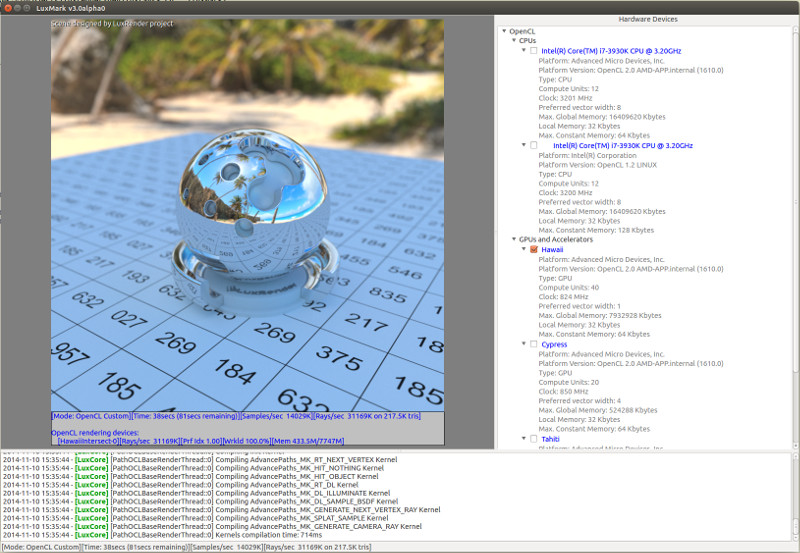 LuxMark v3.0alpha0
Scene designed by LuxRender project
Hardware Devices
OpenCL
CPUs
Intel(R) Core(TM) i7-3930K CPU @ 3.20GHz
Platform: Advanced Micro Devices, Inc.
Platform Version: OpenCL 2.0 AMD-APP.internal (1610.0)
Type: CPU
Compute Units: 12
Clock: 3201 MHz
Preferred vector width: 8
Max. Global Memory: 16409620 Kbytes
Local Memory: 32 Kbytes
Max. Constant Memory: 64 Kbytes
Intel(R) Core(TM) i7-3930K CPU @ 3.20GHz
Platform: Intel(R) Corporation
Platform Version: OpenCL 1.2 LINUX
Type: CPU
Compute Units: 12
Clock: 3200 MHz
Preferred vector width: 8
Max. Global Memory: 16409620 Kbytes
Local Memory: 32 Kbytes
Max. Constant Memory: 128 Kbytes
GPUs and Accelerators
Hawaii
Platform: Advanced Micro Devices, Inc.
Platform Version: OpenCL 2.0 AMD-APP.internal (1610.0)
Type: GPU
Compute Units: 40
Clock: 824 MHz
Preferred vector width: 1
Max. Global Memory: 7932928 Kbytes
Local Memory: 32 Kbytes
Max. Constant Memory: 64 Kbytes
Cypress
Platform: Advanced Micro Devices, Inc.
Platform Version: OpenCL 2.0 AMD-APP.internal (1610.0)
Type: GPU
Compute Units: 20
Clock: 850 MHz
Preferred vector width: 4
Max. Global Memory: 524288 Kbytes
Local Memory: 32 Kbytes
Max. Constant Memory: 64 Kbytes
Tahiti
Platform: Advanced Micro Devices, Inc.
LuxRender
632 027 269 184 632
957 185
269 375 184
217 835 192 185
[Mode: OpenCL Custom][Time: 38secs (81secs remaining)][Samples/sec 14029K][Rays/sec 31169K on 217.5K tris]
OpenCL rendering devices:
[HawaiiIntersect-0][Rays/sec 31169K][Prf Idx 1.00][Wrkld 100.0%][Mem 433.5M/7747M]
2014-11-10 15:35:44 - [LuxCore] [PathOCLBaseRenderThread::0] Compiling AdvancePaths_MK_RT_NEXT_VERTEX Kernel
2014-11-10 15:35:44 - [LuxCore] [PathOCLBaseRenderThread::0] Compiling AdvancePaths_MK_HIT_NOTHING Kernel
2014-11-10 15:35:44 - [LuxCore] [PathOCLBaseRenderThread::0] Compiling AdvancePaths_MK_HIT_OBJECT Kernel
2014-11-10 15:35:44 - [LuxCore] [PathOCLBaseRenderThread::0] Compiling AdvancePaths_MK_RT_DL Kernel
2014-11-10 15:35:44 - [LuxCore] [PathOCLBaseRenderThread::0] Compiling AdvancePaths_MK_DL_ILLUMINATE Kernel
2014-11-10 15:35:44 - [LuxCore] [PathOCLBaseRenderThread::0] Compiling AdvancePaths_MK_DL_SAMPLE_BSDF Kernel
2014-11-10 15:35:44 - [LuxCore] [PathOCLBaseRenderThread::0] Compiling AdvancePaths_MK_GENERATE_NEXT_VERTEX_RAY Kernel
2014-11-10 15:35:44 - [LuxCore] [PathOCLBaseRenderThread::0] Compiling AdvancePaths_MK_SPLAT_SAMPLE Kernel
2014-11-10 15:35:44 - [LuxCore] [PathOCLBaseRenderThread::0] Compiling AdvancePaths_MK_GENERATE_CAMERA_RAY Kernel
2014-11-10 15:35:44 - [LuxCore] [PathOCLBaseRenderThread::0] Kernels compilation time: 714ms
[Mode: OpenCL Custom][Time: 38secs (81secs remaining)][Samples/sec 14029K][Rays/sec 31169K on 217.5K tris]